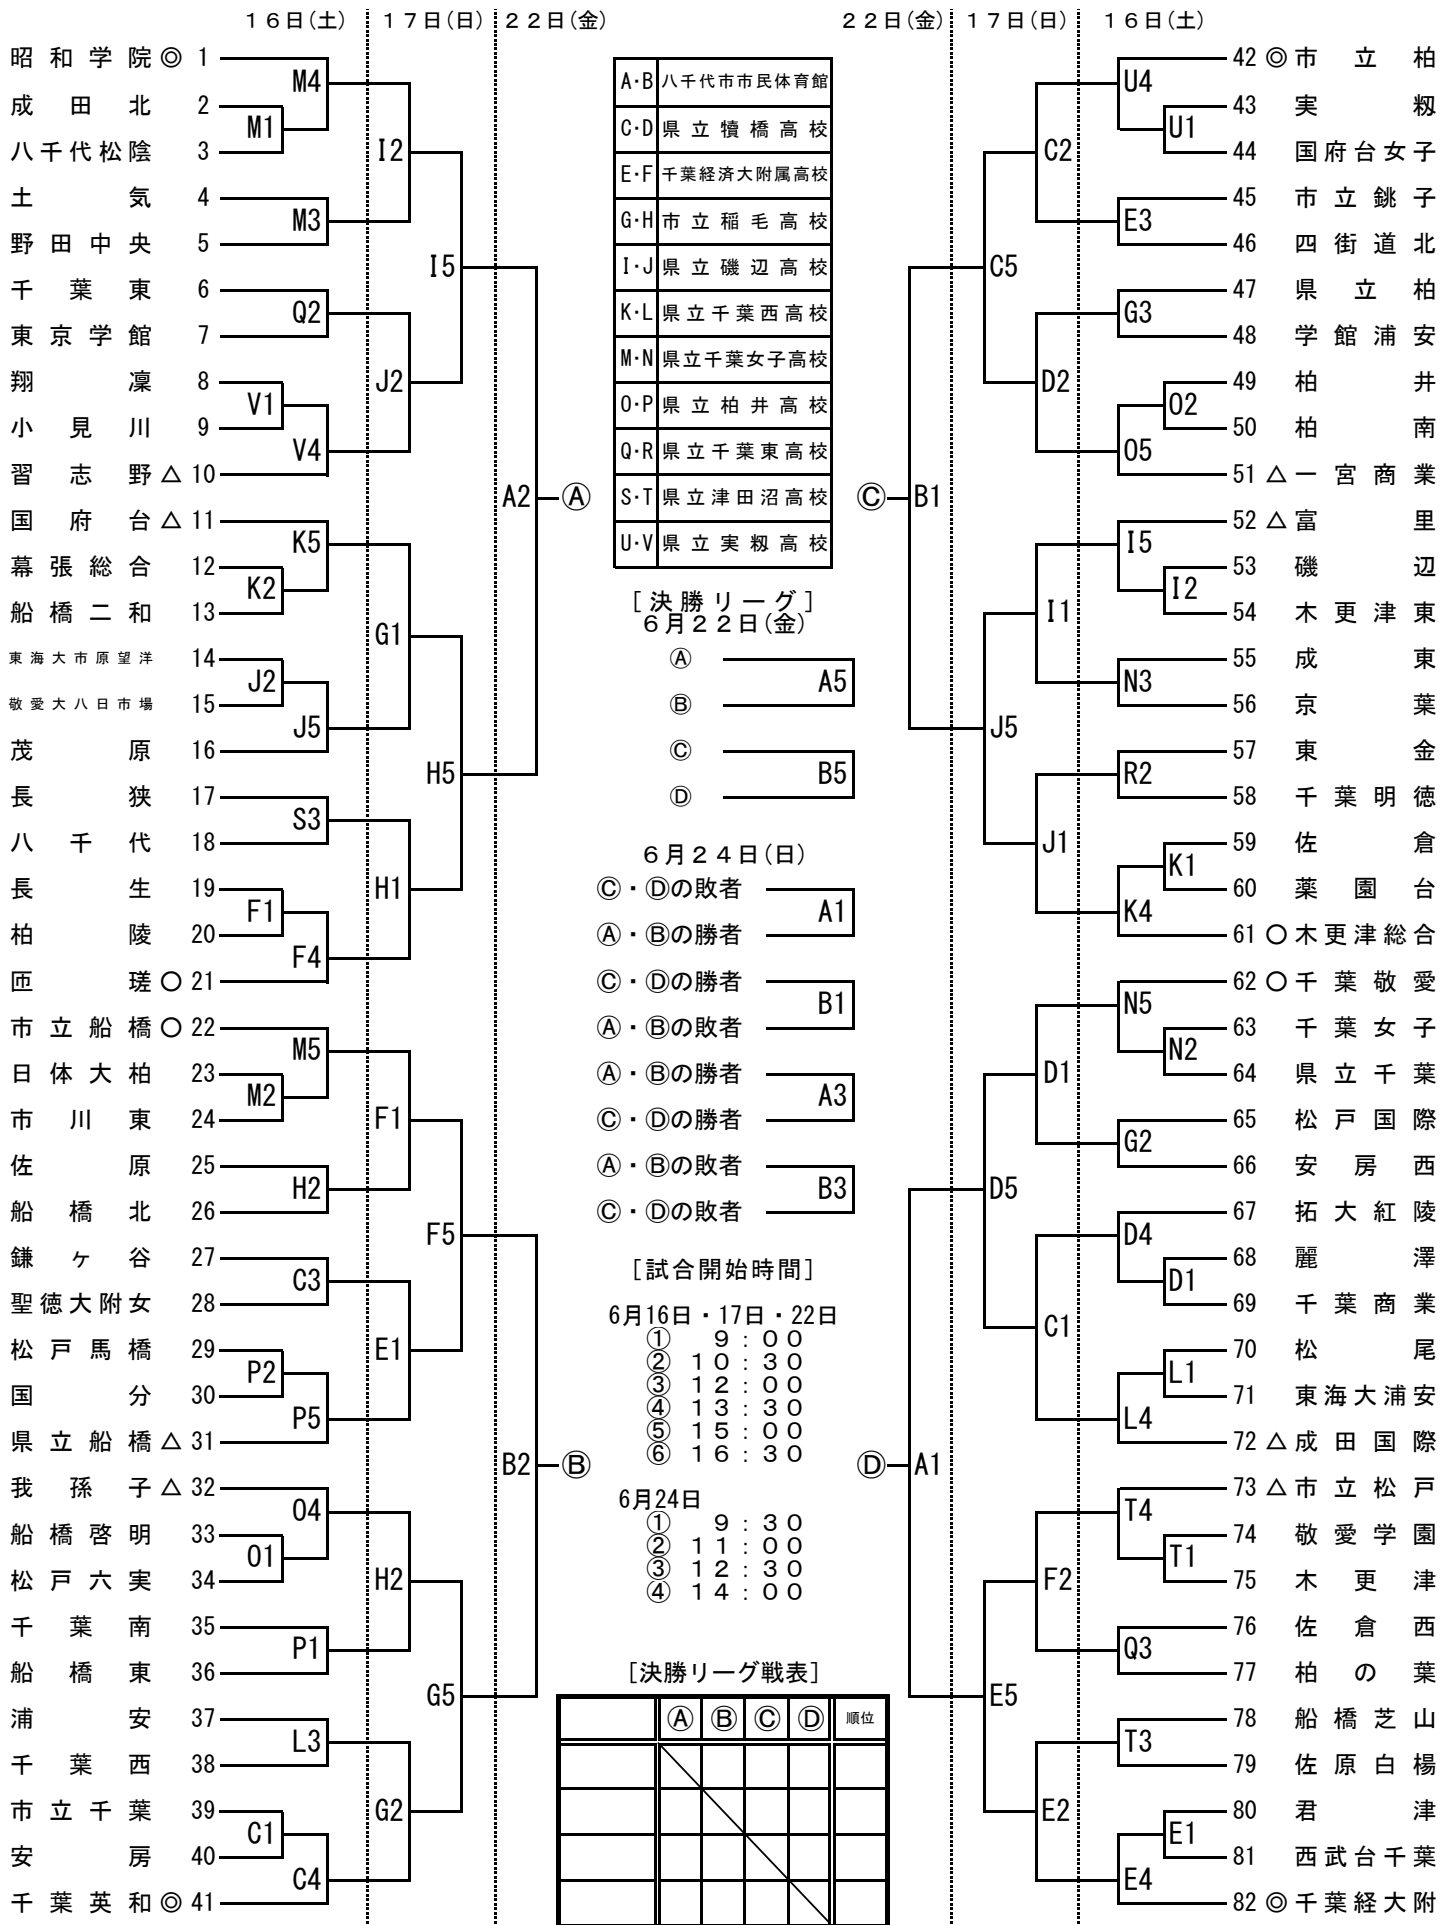 １６日(土) １７日(日) ２２日(金)
昭和学院 ◎ 1
成田北 2
八千代松陰 3
土気 4
野田中央 5
千葉東 6
東京学館 7
翔凜 8
小見川 9
習志野 △ 10
国府台 △ 11
幕張総合 12
船橋二和 13
東海大市原望洋 14
敬愛大八日市場 15
茂原 16
長狭 17
八千代 18
長生 19
柏陵 20
匝瑳 ○ 21
市立船橋 ○ 22
日体大柏 23
市川東 24
佐原 25
船橋北 26
鎌ヶ谷 27
聖徳大附女 28
松戸馬橋 29
国分 30
県立船橋 △ 31
我孫子 △ 32
船橋啓明 33
松戸六実 34
千葉南 35
船橋東 36
浦安 37
千葉西 38
市立千葉 39
安房 40
千葉英和 ◎ 41
M4
M1
M3
Q2
V1
V4
K5
K2
J2
J5
S3
F1
F4
M5
M2
H2
C3
P2
P5
O4
O1
P1
L3
C1
C4
I2
J2
G1
H1
F1
E1
H2
G2
I5
H5
F5
G5
A2 Ⓐ
B2 Ⓑ
A・B 八千代市市民体育館
C・D 県立犢橋高校
E・F 千葉経済大附属高校
G・H 市立稲毛高校
I・J 県立磯辺高校
K・L 県立千葉西高校
M・N 県立千葉女子高校
O・P 県立柏井高校
Q・R 県立千葉東高校
S・T 県立津田沼高校
U・V 県立実籾高校
[決勝リーグ]
６月２２日(金)
Ⓐ
A5
Ⓑ
Ⓒ
B5
Ⓓ
６月２４日(日)
Ⓒ・Ⓓの敗者
A1
Ⓐ・Ⓑの勝者
Ⓒ・Ⓓの勝者
B1
Ⓐ・Ⓑの敗者
Ⓐ・Ⓑの勝者
A3
Ⓒ・Ⓓの勝者
Ⓐ・Ⓑの敗者
B3
Ⓒ・Ⓓの敗者
[試合開始時間]
6月16日・17日・22日
① ９：００
② １０：３０
③ １２：００
④ １３：３０
⑤ １５：００
⑥ １６：３０
6月24日
① ９：３０
② １１：００
③ １２：３０
④ １４：００
[決勝リーグ戦表]
Ⓐ Ⓑ Ⓒ Ⓓ 順位
２２日(金) １７日(日) １６日(土)
Ⓒ B1
Ⓓ A1
C5
J5
D5
E5
C2
D2
I1
J1
D1
C1
F2
E2
U4
U1
E3
G3
O2
O5
I5
I2
N3
R2
K1
K4
N5
N2
G2
D4
D1
L1
L4
T4
T1
Q3
T3
E1
E4
42 ◎ 市立柏
43 実籾
44 国府台女子
45 市立銚子
46 四街道北
47 県立柏
48 学館浦安
49 柏井
50 柏南
51 △ 一宮商業
52 △ 富里
53 磯辺
54 木更津東
55 成東
56 京葉
57 東金
58 千葉明徳
59 佐倉
60 薬園台
61 ○ 木更津総合
62 ○ 千葉敬愛
63 千葉女子
64 県立千葉
65 松戸国際
66 安房西
67 拓大紅陵
68 麗澤
69 千葉商業
70 松尾
71 東海大浦安
72 △ 成田国際
73 △ 市立松戸
74 敬愛学園
75 木更津
76 佐倉西
77 柏の葉
78 船橋芝山
79 佐原白楊
80 君津
81 西武台千葉
82 ◎ 千葉経大附